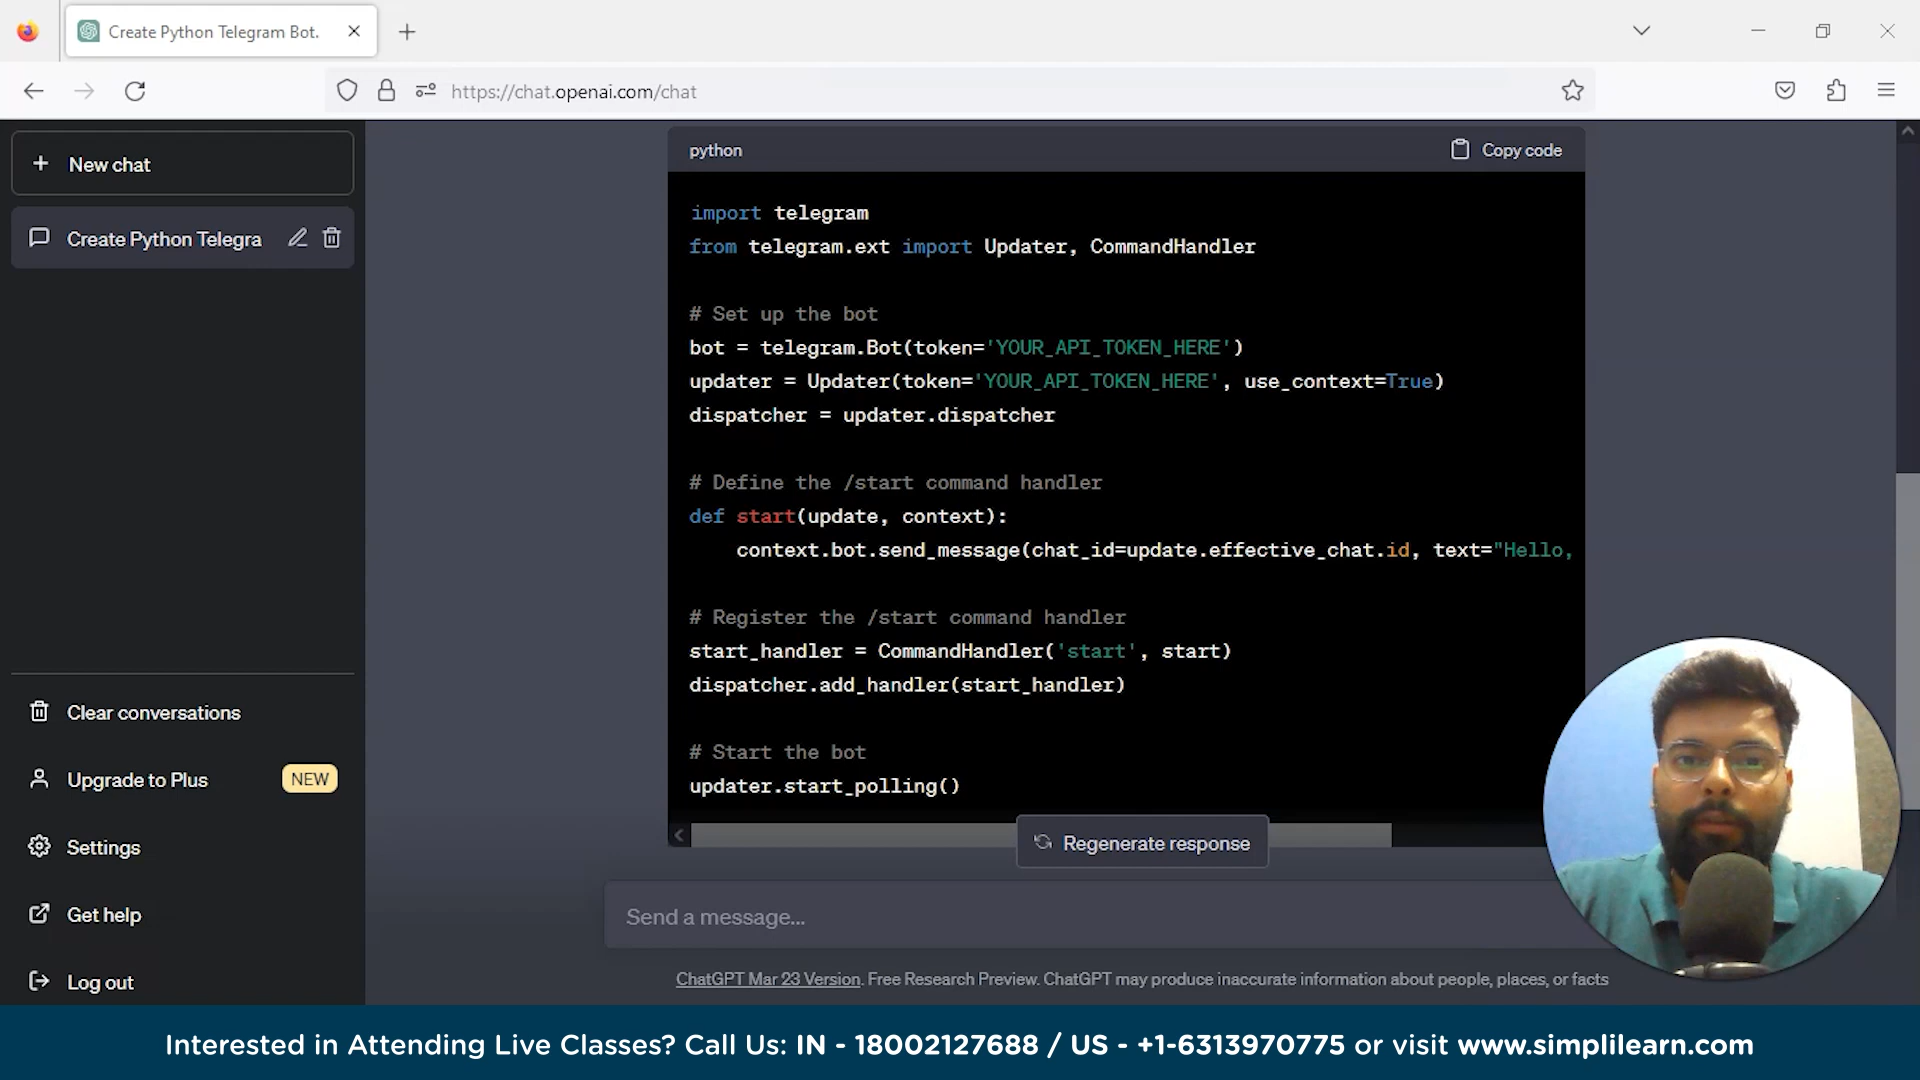 Create Python Telegram Bot.
https://chat.openai.com/chat
New chat
Create Python Telegra
python
Copy code
import telegram
from telegram.ext import Updater, CommandHandler
# Set up the bot
bot = telegram.Bot(token='YOUR_API_TOKEN_HERE')
updater = Updater(token='YOUR_API_TOKEN_HERE', use_context=True)
dispatcher = updater.dispatcher
# Define the /start command handler
def start(update, context):
    context.bot.send_message(chat_id=update.effective_chat.id, text="Hello,
# Register the /start command handler
start_handler = CommandHandler('start', start)
dispatcher.add_handler(start_handler)
# Start the bot
updater.start_polling()
Regenerate response
Send a message...
ChatGPT Mar 23 Version. Free Research Preview. ChatGPT may produce inaccurate information about people, places, or facts
Clear conversations
Upgrade to Plus NEW
Settings
Get help
Log out
Interested in Attending Live Classes? Call Us: IN - 18002127688 / US - +1-6313970775 or visit www.simplilearn.com